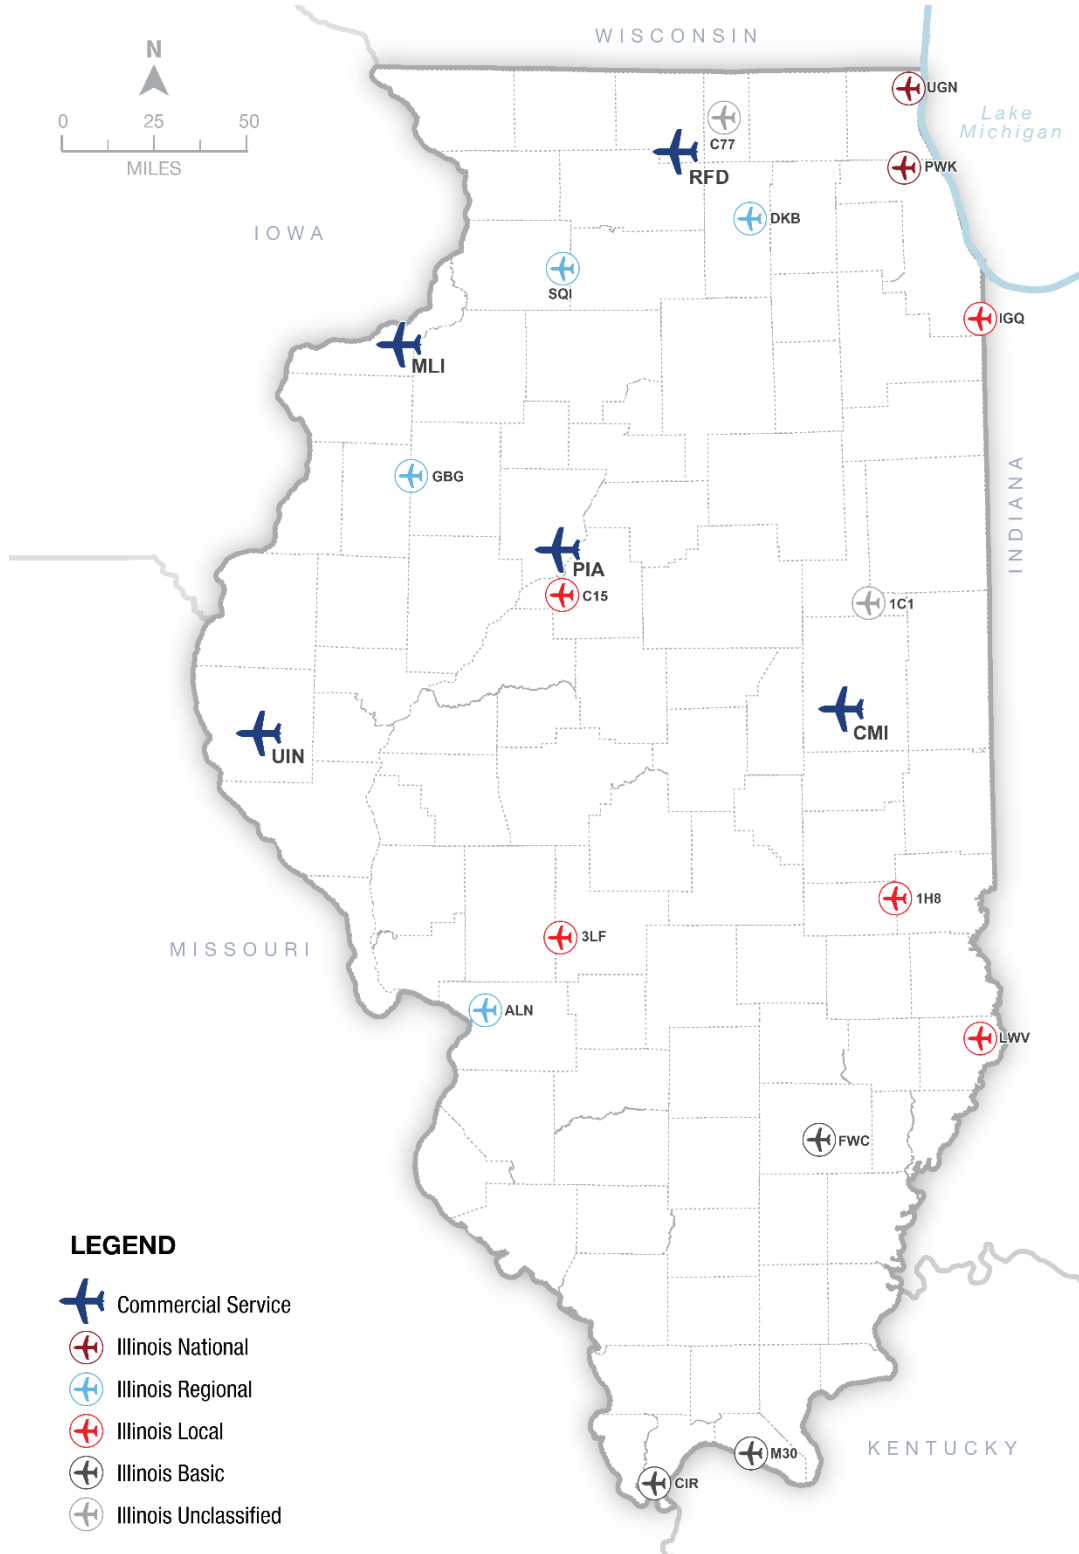 WISCONSIN
N
0 25 50
MILES
UGN
Lake
Michigan
C77
RFD
PWK
DKB
IOWA
SQI
IGQ
MLI
GBG
INDIANA
PIA
C15
1C1
UIN
CMI
1H8
3LF
MISSOURI
ALN
LWV
FWC
LEGEND
Commercial Service
Illinois National
Illinois Regional
Illinois Local
Illinois Basic
Illinois Unclassified
KENTUCKY
M30
CIR